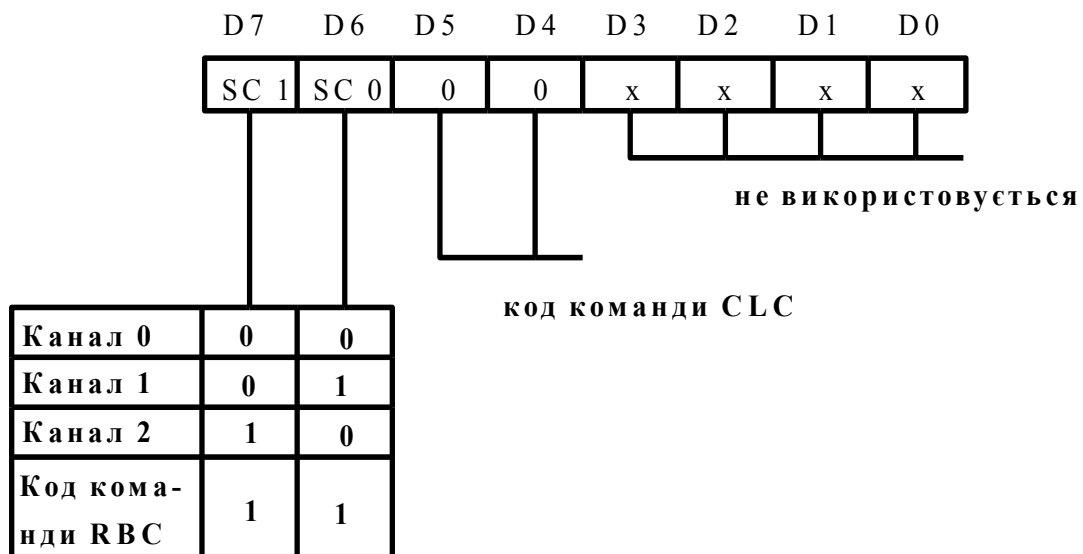 D7 D6 D5 D4 D3 D2 D1 D0
SC 1 SC 0 0 0 x x x x
не використовується
код команди CLC
Канал 0 0 0
Канал 1 0 1
Канал 2 1 0
Код кома-
нди RBC 1 1